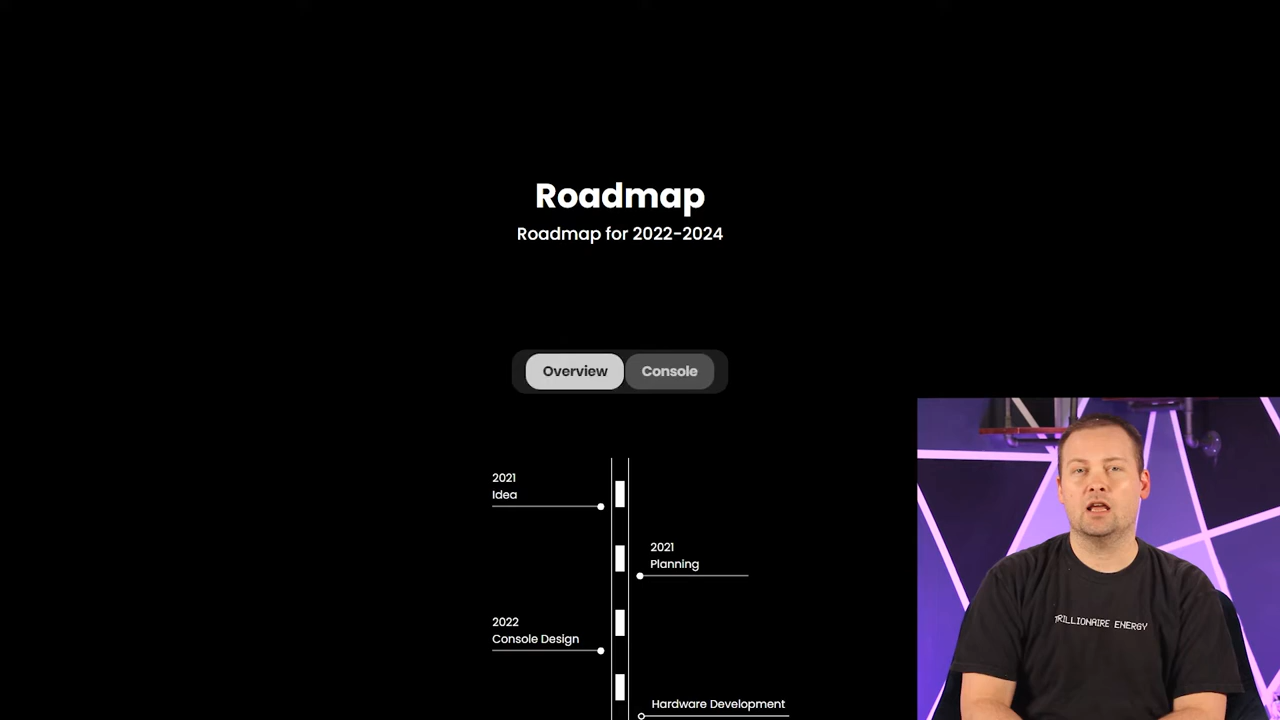 Roadmap
Roadmap for 2022-2024
Overview
Console
2021
Idea
2021
Planning
2022
Console Design
Hardware Development
TRILLIONAIRE ENERGY